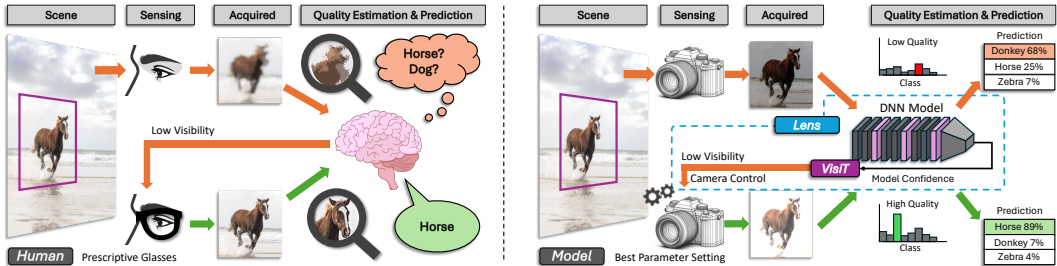 Scene
Sensing
Acquired
Quality Estimation & Prediction
Horse?
Dog?
Low Visibility
Horse
Human
Prescriptive Glasses
Scene
Sensing
Acquired
Quality Estimation & Prediction
Low Quality
Class
Prediction
Donkey 68%
Horse 25%
Zebra 7%
DNN Model
Lens
Low Visibility
VisiT
Camera Control
Model Confidence
High Quality
Class
Prediction
Horse 89%
Donkey 7%
Zebra 4%
Model
Best Parameter Setting